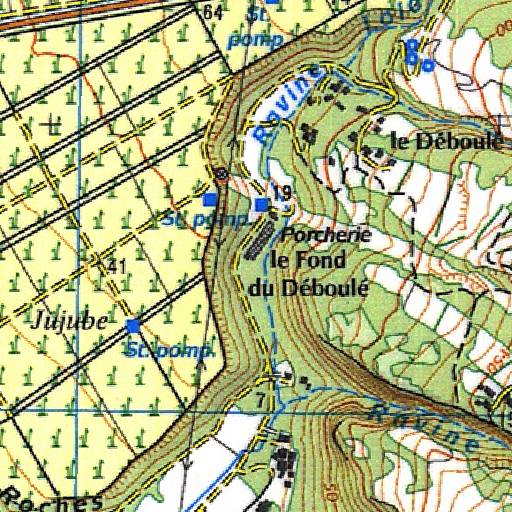 64
St.
pomp.
Ravine
le Déboulé
19
St. pomp.
Porcherie
le Fond
du Déboulé
41
Jujube
St. pomp.
7
Ravine
50
Roches